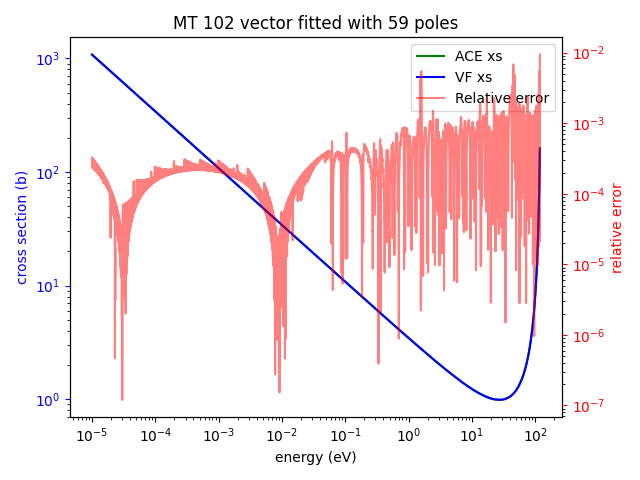 MT 102 vector fitted with 59 poles
ACE xs
VF xs
Relative error
cross section (b)
relative error
10³
10²
10¹
10⁰
10⁻²
10⁻³
10⁻⁴
10⁻⁵
10⁻⁶
10⁻⁷
10⁻⁵ 10⁻⁴ 10⁻³ 10⁻² 10⁻¹ 10⁰ 10¹ 10²
energy (eV)